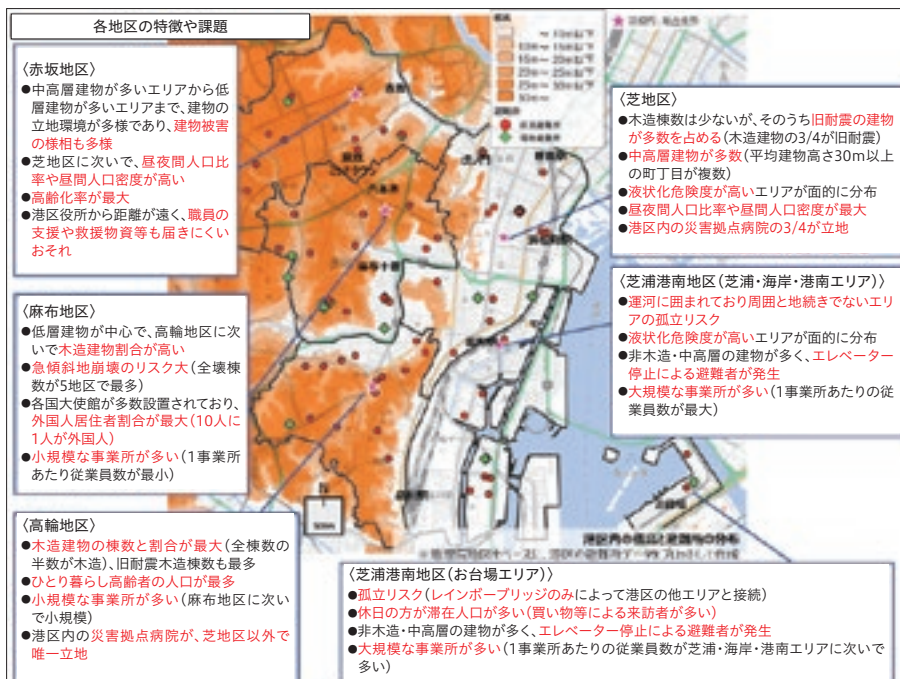 各地区の特徴や課題
〈赤坂地区〉
●中高層建物が多いエリアから低
層建物が多いエリアまで、建物の
立地環境が多様であり、建物被害
の様相も多様
●芝地区に次いで、昼夜間人口比
率や昼間人口密度が高い
●高齢化率が最大
●港区役所から距離が遠く、職員の
支援や救援物資等も届きにくい
おそれ
〈麻布地区〉
●低層建物が中心で、高輪地区に次
いで木造建物割合が高い
●急傾斜地崩壊のリスク大(全壊棟
数が5地区で最多)
●各国大使館が多数設置されており、
外国人居住者割合が最大(10人に
1人が外国人)
●小規模な事業所が多い(1事業所
あたり従業員数が最小)
〈高輪地区〉
●木造建物の棟数と割合が最大(全棟数の
半数が木造)、旧耐震木造棟数も最多
●ひとり暮らし高齢者の人口が最多
●小規模な事業所が多い(麻布地区に次い
で小規模)
●港区内の災害拠点病院が、芝地区以外で
唯一立地
〈芝地区〉
●木造棟数は少ないが、そのうち旧耐震の建物
が多数を占める(木造建物の3/4が旧耐震)
●中高層建物が多数(平均建物高さ30m以上
の町丁目が複数)
●液状化危険度が高いエリアが面的に分布
●昼夜間人口比率や昼間人口密度が最大
●港区内の災害拠点病院の3/4が立地
〈芝浦港南地区(芝浦・海岸・港南エリア)〉
●運河に囲まれており周囲と地続きでないエリ
アの孤立リスク
●液状化危険度が高いエリアが面的に分布
●非木造・中高層の建物が多く、エレベーター
停止による避難者が発生
●大規模な事業所が多い(1事業所あたりの従
業員数が最大)
〈芝浦港南地区(お台場エリア)〉
●孤立リスク(レインボーブリッジのみによって港区の他エリアと接続)
●休日の方が滞在人口が多い(買い物等による来訪者が多い)
●非木造・中高層の建物が多く、エレベーター停止による避難者が発生
●大規模な事業所が多い(1事業所あたりの従業員数が芝浦・海岸・港南エリアに次いで
多い)
港区内の標高と避難所の分布